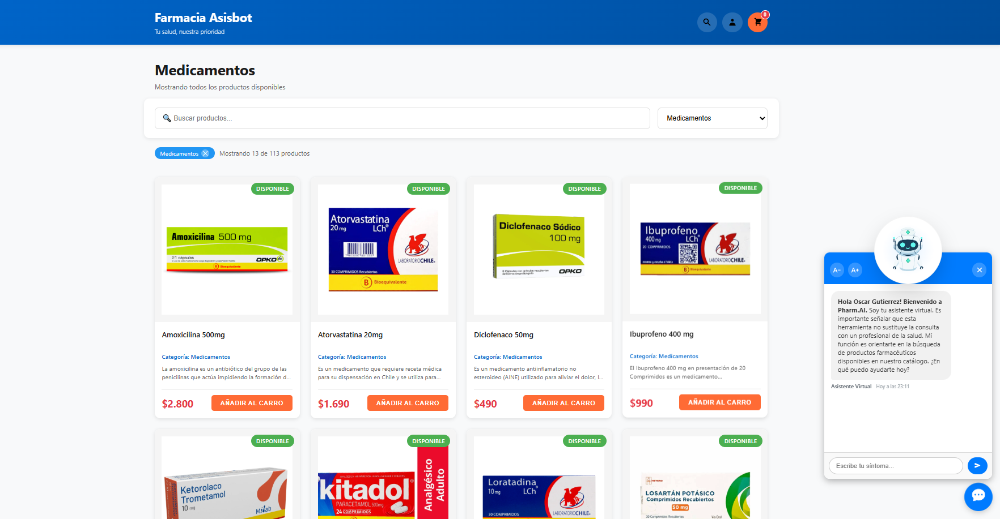 Farmacia Asisbot
Tu salud, nuestra prioridad
0
Medicamentos
Mostrando todos los productos disponibles
Buscar productos...
Medicamentos
Medicamentos
Mostrando 13 de 113 productos
DISPONIBLE
Amoxicilina 500 mg
21 cápsulas
OPKO
B Bioequivalente
Amoxicilina 500mg
Categoría: Medicamentos
La amoxicilina es un antibiótico del grupo de las
penicilinas que actúa impidiendo la formación d...
$2.800
AÑADIR AL CARRO
DISPONIBLE
Atorvastatina
20 mg LCh®
LABORATORIOCHILE®
30 COMPRIMIDOS Recubiertos
B Bioequivalente
Atorvastatina 20mg
Categoría: Medicamentos
Es un medicamento que requiere receta médica
para su dispensación en Chile y se utiliza para...
$1.690
AÑADIR AL CARRO
DISPONIBLE
Diclofenaco Sódico
100 mg
OPKO
Diclofenaco 50mg
Categoría: Medicamentos
Es un medicamento antiinflamatorio no
esteroideo (AINE) utilizado para aliviar el dolor, l...
$490
AÑADIR AL CARRO
DISPONIBLE
Ibuprofeno
400 mg LCh®
20 COMPRIMIDOS
LABORATORIOCHILE®
B Bioequivalente
Ibuprofeno 400 mg
Categoría: Medicamentos
El Ibuprofeno 400 mg en presentación de 20
Comprimidos es un medicamento...
$990
AÑADIR AL CARRO
DISPONIBLE
Ketorolaco
Trometamol
10 mg
Milab
DISPONIBLE
kitadol®
PARACETAMOL 500mg
24 COMPRIMIDOS
Analgésico
Adulto
DISPONIBLE
Loratadina
10 mg LCh®
LABORATORIOCHILE®
30 COMPRIMIDOS
DISPONIBLE
HETERO
LOSARTÁN POTÁSICO
Comprimidos Recubiertos
50 mg
30 Comprimidos Recubiertos
Vía Oral
A-
A+
Hola Oscar Gutierrez! Bienvenido a
Pharm.AI. Soy tu asistente virtual. Es
importante señalar que esta
herramienta no sustituye la consulta
con un profesional de la salud. Mi
función es orientarte en la búsqueda
de productos farmacéuticos
disponibles en nuestro catálogo. ¿En
qué puedo ayudarte hoy?
Asistente Virtual Hoy a las 23:11
Escribe tu síntoma...